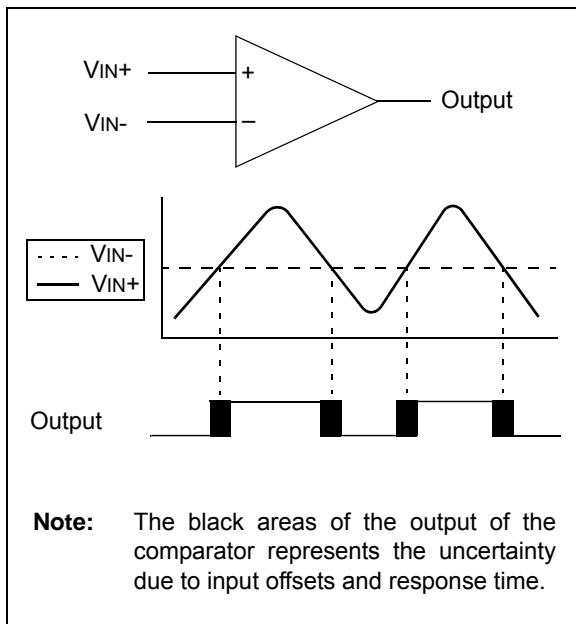 VIN+
+
Output
VIN-
–
VIN-
VIN+
Output
Note: The black areas of the output of the
comparator represents the uncertainty
due to input offsets and response time.